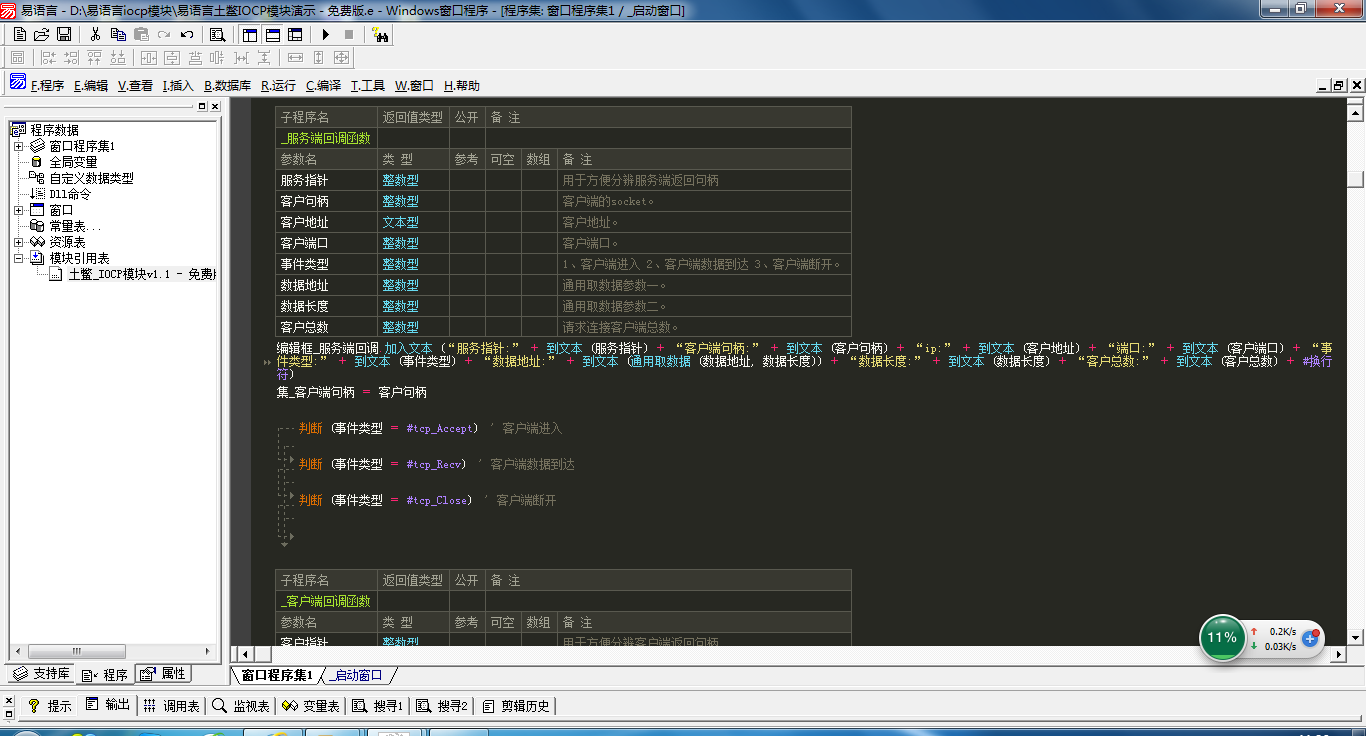 易语言 - D:\易语言iocp模块\易语言土鳖IOCP模块演示 - 免费版.e - Windows窗口程序 - [程序集: 窗口程序集1 / _启动窗口]
F.程序 E.编辑 V.查看 I.插入 B.数据库 R.运行 C.编译 T.工具 W.窗口 H.帮助
程序数据
窗口程序集1
全局变量
自定义数据类型
Dll命令
窗口
常量表...
资源表
模块引用表
土鳖_IOCP模块v1.1 - 免费
子程序名 返回值类型 公开 备 注
_服务端回调函数
参数名 类 型 参考 可空 数组 备 注
服务指针 整数型 用于方便分辨服务端返回句柄
客户句柄 整数型 客户端的socket。
客户地址 文本型 客户地址。
客户端口 整数型 客户端口。
事件类型 整数型 1、客户端进入 2、客户端数据到达 3、客户端断开。
数据地址 整数型 通用取数据参数一。
数据长度 整数型 通用取数据参数二。
客户总数 整数型 请求连接客户端总数。
编辑框_服务端回调.加入文本 (“服务指针:” + 到文本 (服务指针) + “客户端句柄:” + 到文本 (客户句柄) + “ip:” + 到文本 (客户地址) + “端口:” + 到文本 (客户端口) + “事
件类型:” + 到文本 (事件类型) + “数据地址:” + 到文本 (通用取数据 (数据地址, 数据长度)) + “数据长度:” + 到文本 (数据长度) + “客户总数:” + 到文本 (客户总数) + #换行
符)
集_客户端句柄 = 客户句柄
判断 (事件类型 = #tcp_Accept) ' 客户端进入
判断 (事件类型 = #tcp_Recv) ' 客户端数据到达
判断 (事件类型 = #tcp_Close) ' 客户端断开
子程序名 返回值类型 公开 备 注
_客户端回调函数
参数名 类 型 参考 可空 数组 备 注
客户指针 整数型 用于方便分辨客户端返回句柄
11% 0.2K/s
0.03K/s
支持库 程序 属性
窗口程序集1 _启动窗口
提示 输出 调用表 监视表 变量表 搜寻1 搜寻2 剪辑历史